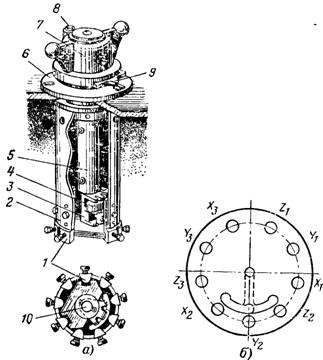 8
7
6
9
5
4
3
2
1
10
а)
X₃
Z₁
Y₃
Y₁
Z₃
X₁
X₂
Z₂
Y₂
б)